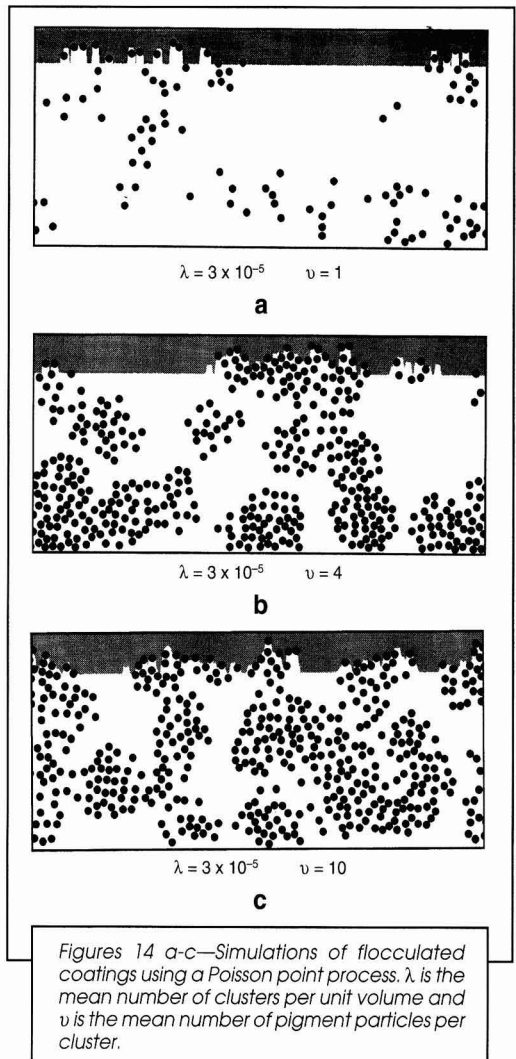 λ = 3 x 10⁻⁵ υ = 1
a
λ = 3 x 10⁻⁵ υ = 4
b
λ = 3 x 10⁻⁵ υ = 10
c
Figures 14 a-c—Simulations of flocculated
coatings using a Poisson point process. λ is the
mean number of clusters per unit volume and
υ is the mean number of pigment particles per
cluster.